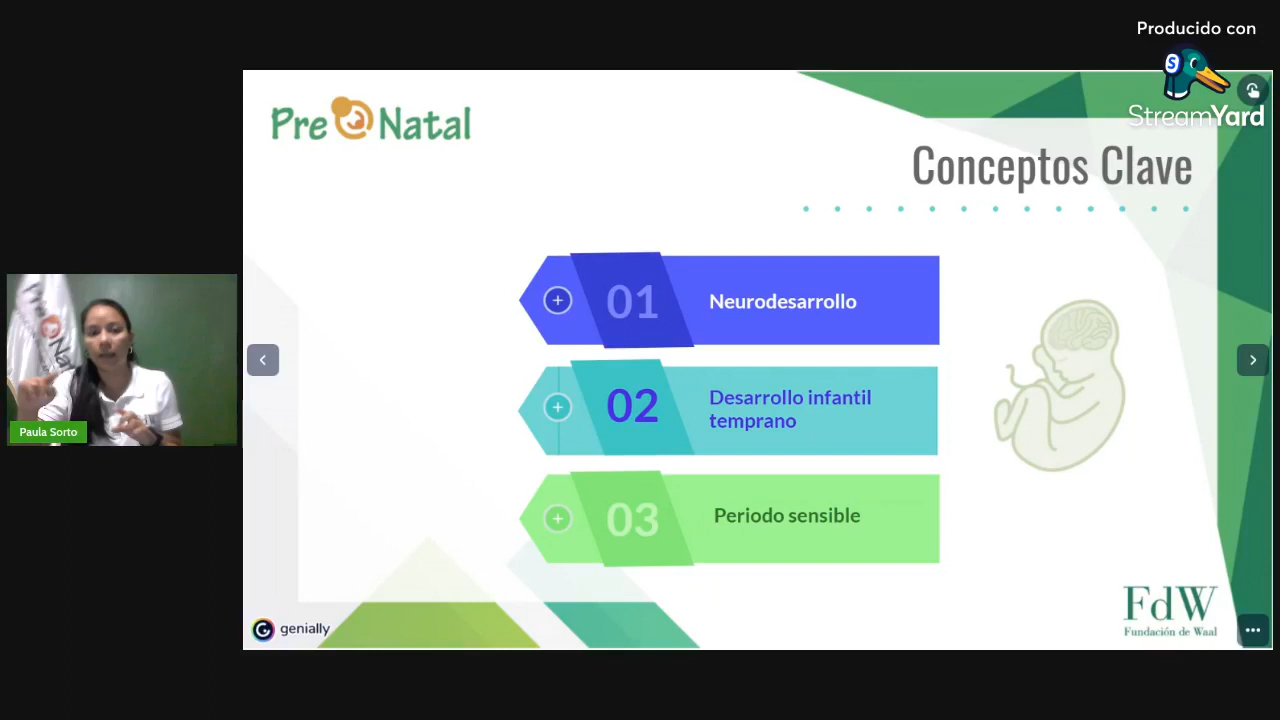 Producido con
StreamYard
Pre Natal
Conceptos Clave
01
Neurodesarrollo
02
Desarrollo infantil
temprano
03
Periodo sensible
Paula Sorto
FdW
Fundación de Waal
genially